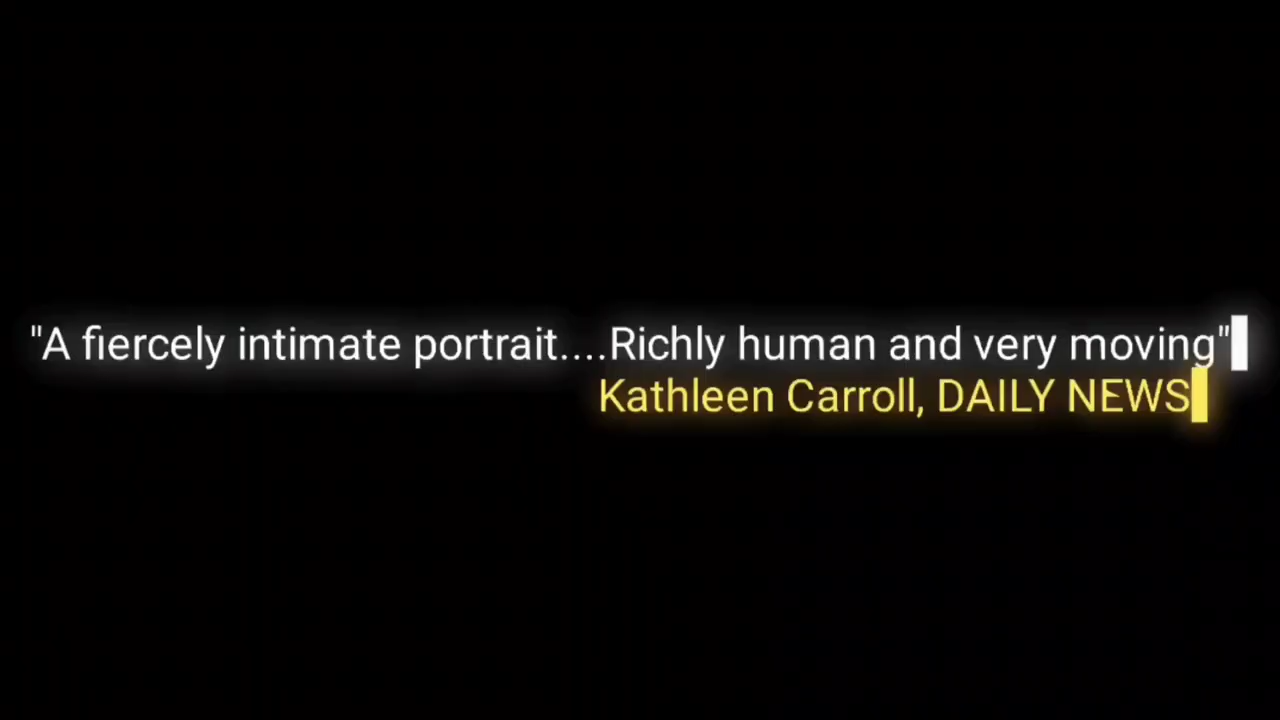 "A fiercely intimate portrait....Richly human and very moving"
Kathleen Carroll, DAILY NEWS